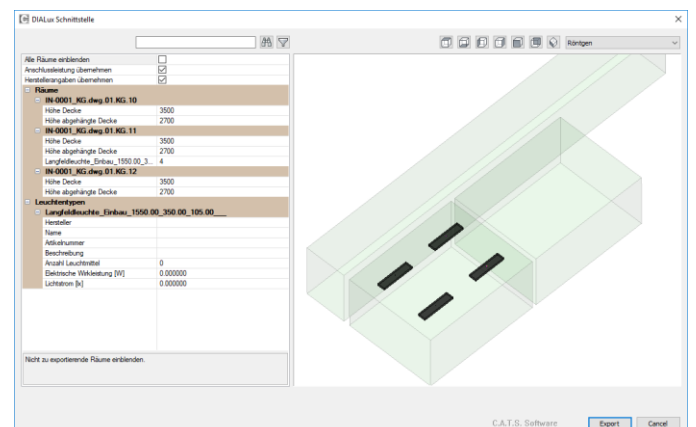 DIALux Schnittstelle
Röntgen
Alle Räume einblenden
Anschlussleistung übernehmen
Herstellerangaben übernehmen
Räume
IN-0001_KG.dwg.01.KG.10
Höhe Decke 3500
Höhe abgehängte Decke 2700
IN-0001_KG.dwg.01.KG.11
Höhe Decke 3500
Höhe abgehängte Decke 2700
Langfeldleuchte_Einbau_1550.00_3... 4
IN-0001_KG.dwg.01.KG.12
Höhe Decke 3500
Höhe abgehängte Decke 2700
Leuchtentypen
Langfeldleuchte_Einbau_1550.00_350.00_105.00___
Hersteller
Name
Artikelnummer
Beschreibung
Anzahl Leuchtmittel 0
Elektrische Wirkleistung [W] 0.000000
Lichtstrom [lx] 0.000000
Nicht zu exportierende Räume einblenden.
C.A.T.S. Software
Export Cancel